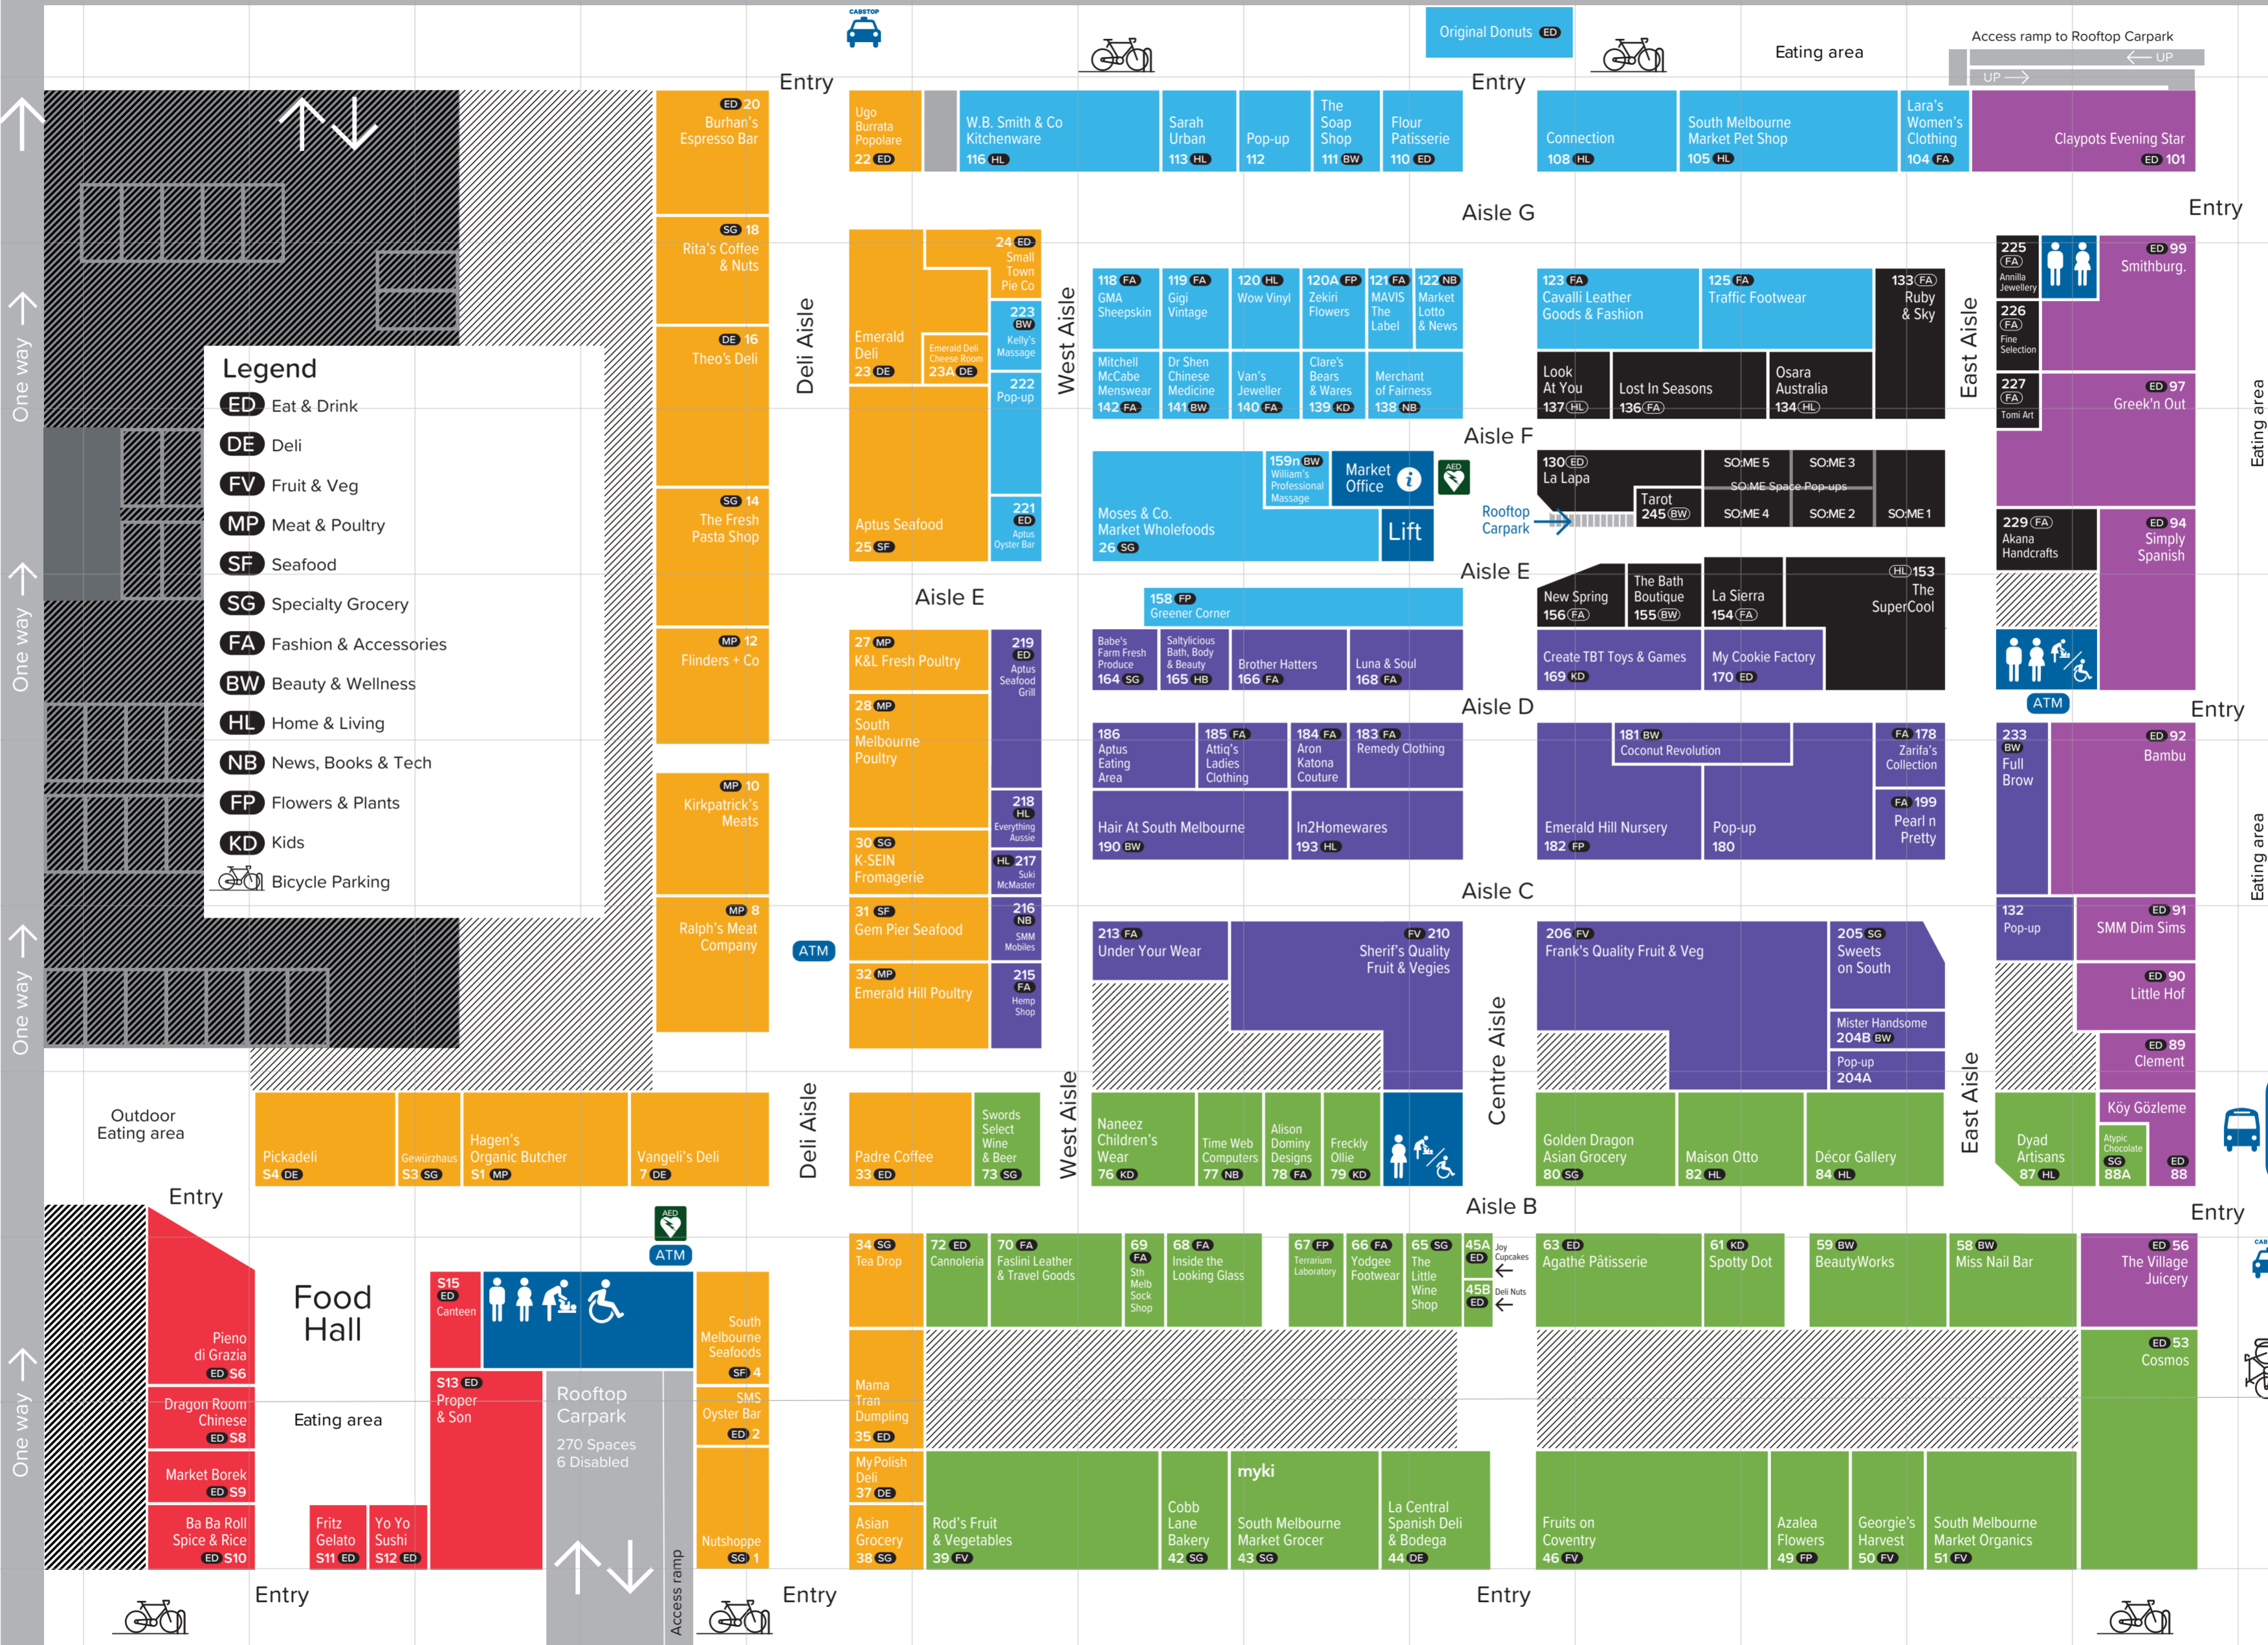 CABSTOP
Original Donuts ED
Eating area
Access ramp to Rooftop Carpark
← UP
UP →
Entry
Entry
ED 20
Burhan's
Espresso Bar
Ugo
Burrata
Popolare
22 ED
W.B. Smith & Co
Kitchenware
116 HL
Sarah
Urban
113 HL
Pop-up
112
The
Soap
Shop
111 BW
Flour
Patisserie
110 ED
Connection
108 HL
South Melbourne
Market Pet Shop
105 HL
Lara's
Women's
Clothing
104 FA
Claypots Evening Star
ED 101
Aisle G
Entry
SG 18
Rita's Coffee
& Nuts
DE 16
Theo's Deli
SG 14
The Fresh
Pasta Shop
MP 12
Flinders + Co
MP 10
Kirkpatrick's
Meats
MP 8
Ralph's Meat
Company
One way
One way
One way
One way
Legend
ED Eat & Drink
DE Deli
FV Fruit & Veg
MP Meat & Poultry
SF Seafood
SG Specialty Grocery
FA Fashion & Accessories
BW Beauty & Wellness
HL Home & Living
NB News, Books & Tech
FP Flowers & Plants
KD Kids
Bicycle Parking
Deli Aisle
24 ED
Small
Town
Pie Co
Emerald
Deli
23 DE
Emerald Deli
Cheese Room
23A DE
223
BW
Kelly's
Massage
222
Pop-up
Aptus Seafood
25 SF
221
ED
Aptus
Oyster Bar
West Aisle
118 FA
GMA
Sheepskin
119 FA
Gigi
Vintage
120 HL
Wow Vinyl
120A FP
Zekiri
Flowers
121 FA
MAVIS
The
Label
122 NB
Market
Lotto
& News
Mitchell
McCabe
Menswear
142 FA
Dr Shen
Chinese
Medicine
141 BW
Van's
Jeweller
140 FA
Clare's
Bears
& Wares
139 KD
Merchant
of Fairness
138 NB
123 FA
Cavalli Leather
Goods & Fashion
125 FA
Traffic Footwear
133 FA
Ruby
& Sky
Look
At You
137 HL
Lost In Seasons
136 FA
Osara
Australia
134 HL
East Aisle
225
FA
Annilla
Jewellery
226
FA
Fine
Selection
227
FA
Tomi Art
ED 99
Smithburg.
ED 97
Greek'n Out
Eating area
Aisle F
Moses & Co.
Market Wholefoods
26 SG
159n BW
William's
Professional
Massage
Market
Office
i
AED
Lift
Rooftop
Carpark
130 ED
La Lapa
Tarot
245 BW
SO:ME 5
SO:ME 3
SO:ME Space Pop-ups
SO:ME 4
SO:ME 2
SO:ME 1
229 FA
Akana
Handcrafts
ED 94
Simply
Spanish
Aisle E
Aisle E
158 FP
Greener Corner
New Spring
156 FA
The Bath
Boutique
155 BW
La Sierra
154 FA
HL 153
The
SuperCool
27 MP
K&L Fresh Poultry
219
ED
Aptus
Seafood
Grill
Babe's
Farm Fresh
Produce
164 SG
Saltylicious
Bath, Body
& Beauty
165 HB
Brother Hatters
166 FA
Luna & Soul
168 FA
Create TBT Toys & Games
169 KD
My Cookie Factory
170 ED
ATM
Aisle D
Entry
28 MP
South
Melbourne
Poultry
218
HL
Everything
Aussie
30 SG
K-SEIN
Fromagerie
HL 217
Suki
McMaster
31 SF
Gem Pier Seafood
216
NB
SMM
Mobiles
32 MP
Emerald Hill Poultry
215
FA
Hemp
Shop
ATM
186
Aptus
Eating
Area
185 FA
Attiq's
Ladies
Clothing
184 FA
Aron
Katona
Couture
183 FA
Remedy Clothing
Hair At South Melbourne
190 BW
In2Homewares
193 HL
181 BW
Coconut Revolution
Emerald Hill Nursery
182 FP
Pop-up
180
FA 178
Zarifa's
Collection
FA 199
Pearl n
Pretty
233
BW
Full
Brow
ED 92
Bambu
Eating area
Aisle C
213 FA
Under Your Wear
FV 210
Sherif's Quality
Fruit & Vegies
Centre Aisle
206 FV
Frank's Quality Fruit & Veg
205 SG
Sweets
on South
Mister Handsome
204B BW
Pop-up
204A
East Aisle
132
Pop-up
ED 91
SMM Dim Sims
ED 90
Little Hof
ED 89
Clement
Outdoor
Eating area
Pickadeli
S4 DE
Gewürzhaus
S3 SG
Hagen's
Organic Butcher
S1 MP
Vangeli's Deli
7 DE
Deli Aisle
Padre Coffee
33 ED
Swords
Select
Wine
& Beer
73 SG
West Aisle
Naneez
Children's
Wear
76 KD
Time Web
Computers
77 NB
Alison
Dominy
Designs
78 FA
Freckly
Ollie
79 KD
Golden Dragon
Asian Grocery
80 SG
Maison Otto
82 HL
Décor Gallery
84 HL
Dyad
Artisans
87 HL
Köy Gözleme
ED
88
Atypic
Chocolate
SG
88A
Entry
Aisle B
Entry
CAB
AED
ATM
Food
Hall
Eating area
Pieno
di Grazia
ED S6
Dragon Room
Chinese
ED S8
Market Borek
ED S9
Ba Ba Roll
Spice & Rice
ED S10
Fritz
Gelato
S11 ED
Yo Yo
Sushi
S12 ED
S15
ED
Canteen
S13 ED
Proper
& Son
Rooftop
Carpark
270 Spaces
6 Disabled
Access ramp
South
Melbourne
Seafoods
SF 4
SMS
Oyster Bar
ED 2
Nutshoppe
SG 1
34 SG
Tea Drop
Mama
Tran
Dumpling
35 ED
My Polish
Deli
37 DE
Asian
Grocery
38 SG
72 ED
Cannoleria
70 FA
Faslini Leather
& Travel Goods
69
FA
Sth
Melb
Sock
Shop
68 FA
Inside the
Looking Glass
67 FP
Terrarium
Laboratory
66 FA
Yodgee
Footwear
65 SG
The
Little
Wine
Shop
45A
ED
Joy
Cupcakes
45B
ED
Deli Nuts
63 ED
Agathé Pâtisserie
61 KD
Spotty Dot
59 BW
BeautyWorks
58 BW
Miss Nail Bar
ED 56
The Village
Juicery
ED 53
Cosmos
Rod's Fruit
& Vegetables
39 FV
Cobb
Lane
Bakery
42 SG
myki
South Melbourne
Market Grocer
43 SG
La Central
Spanish Deli
& Bodega
44 DE
Fruits on
Coventry
46 FV
Azalea
Flowers
49 FP
Georgie's
Harvest
50 FV
South Melbourne
Market Organics
51 FV
One way
Entry
Entry
Entry